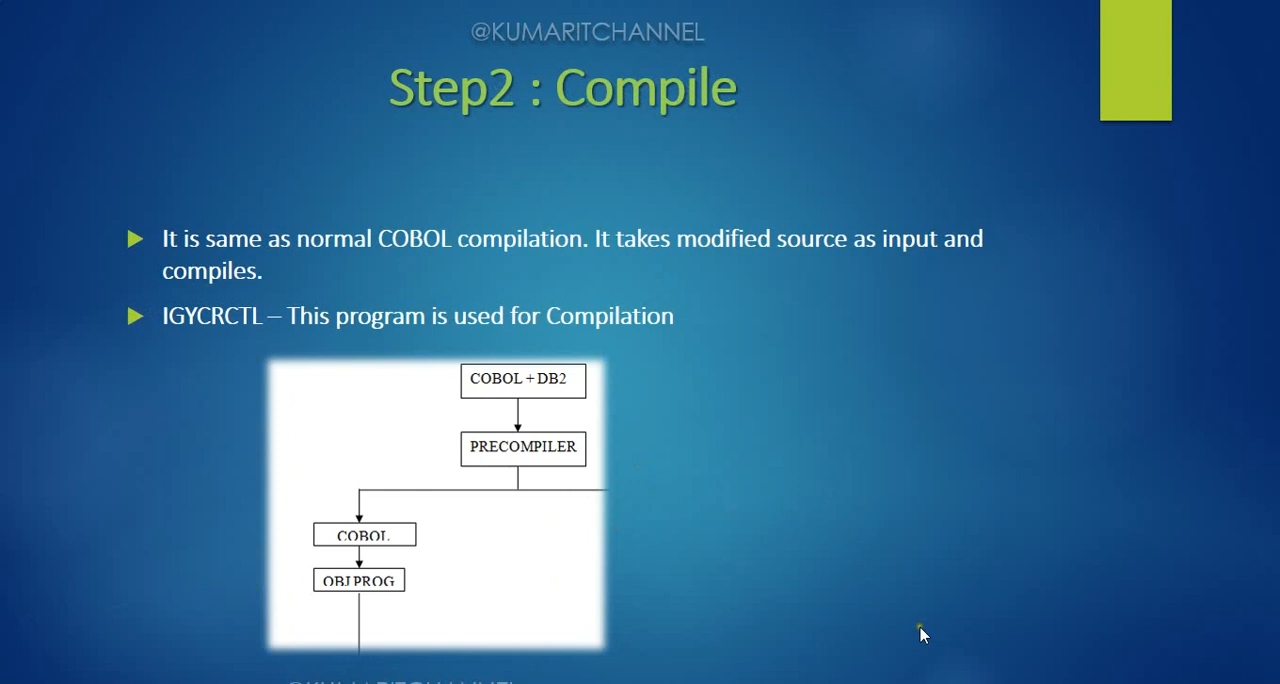 @KUMARITCHANNEL
Step2 : Compile
It is same as normal COBOL compilation. It takes modified source as input and
compiles.
IGYCRCTL – This program is used for Compilation
COBOL + DB2
PRECOMPILER
COBOL
OBJ PROG
@KUMARITCHANNEL